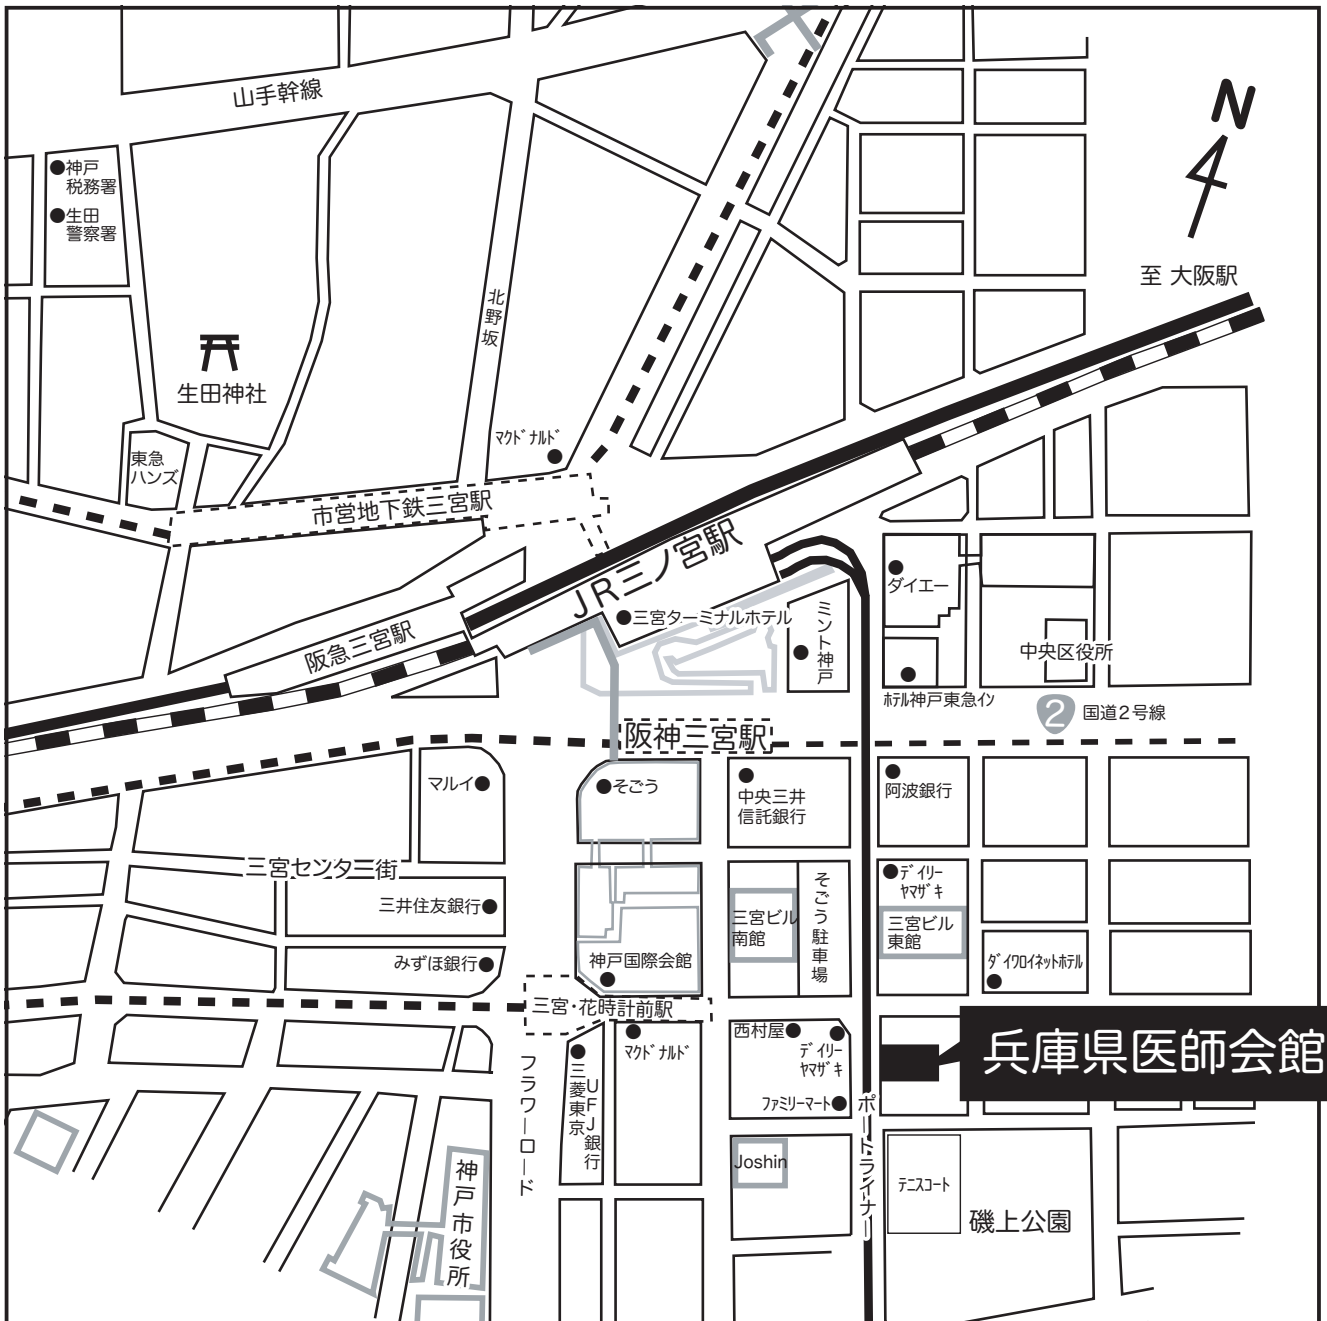 山手幹線
N
神戸
税務署
生田
警察署
至 大阪駅
北野坂
生田神社
マクドナルド
東急
ハンズ
市営地下鉄三宮駅
JR三ノ宮駅
ダイエー
三宮ターミナルホテル
ミント神戸
阪急三宮駅
中央区役所
ホテル神戸東急イン
2
国道2号線
阪神三宮駅
マルイ
そごう
中央三井
信託銀行
阿波銀行
三宮センター街
デイリー
ヤマザキ
そごう駐車場
三井住友銀行
三宮ビル
南館
三宮ビル
東館
みずほ銀行
神戸国際会館
ダイワロイネットホテル
三宮・花時計前駅
西村屋
マクドナルド
デイリー
ヤマザキ
兵庫県医師会館
フラワーロード
三菱東京
UFJ銀行
ファミリーマート
ポートライナー
Joshin
神戸市役所
テニスコート
磯上公園